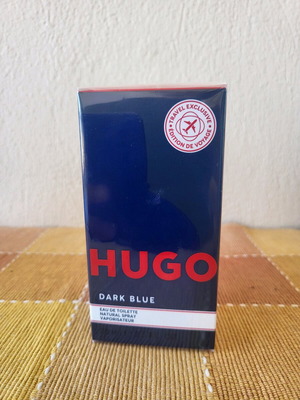 TRAVEL EXCLUSIVE
ÉDITION DE VOYAGE
HUGO
DARK BLUE
EAU DE TOILETTE
NATURAL SPRAY
VAPORISATEUR